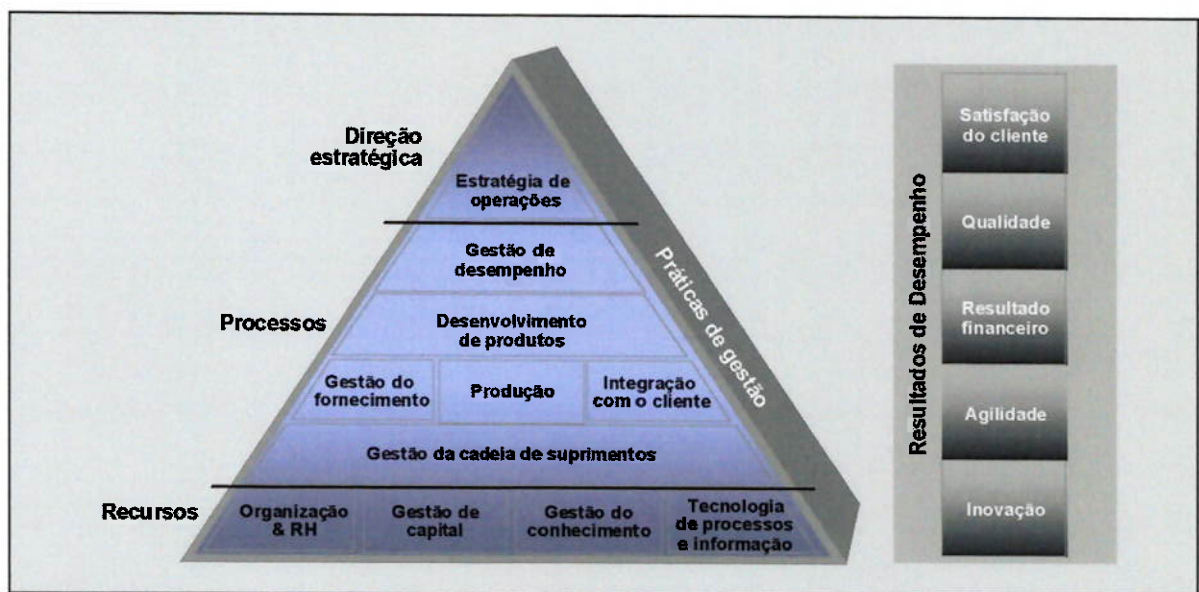 Direção
estratégica
Estratégia de
operações
Processos
Gestão de
desempenho
Desenvolvimento
de produtos
Gestão do
fornecimento
Produção
Integração
com o cliente
Gestão da cadeia de suprimentos
Recursos
Organização
& RH
Gestão de
capital
Gestão do
conhecimento
Tecnologia
de processos
e informação
Práticas de gestão
Resultados de Desempenho
Satisfação
do cliente
Qualidade
Resultado
financeiro
Agilidade
Inovação